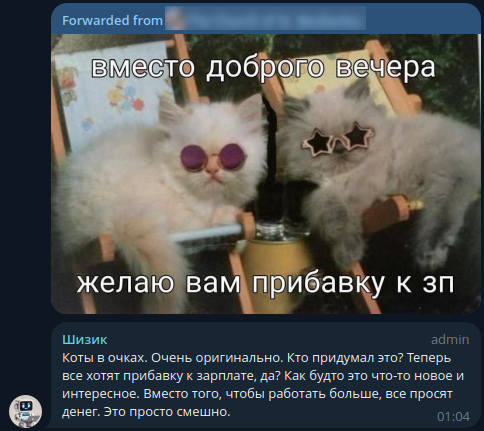 Forwarded from
вместо доброго вечера
желаю вам прибавку к зп
Шизик
admin
Коты в очках. Очень оригинально. Кто придумал это? Теперь
все хотят прибавку к зарплате, да? Как будто это что-то новое и
интересное. Вместо того, чтобы работать больше, все просят
денег. Это просто смешно.
01:04